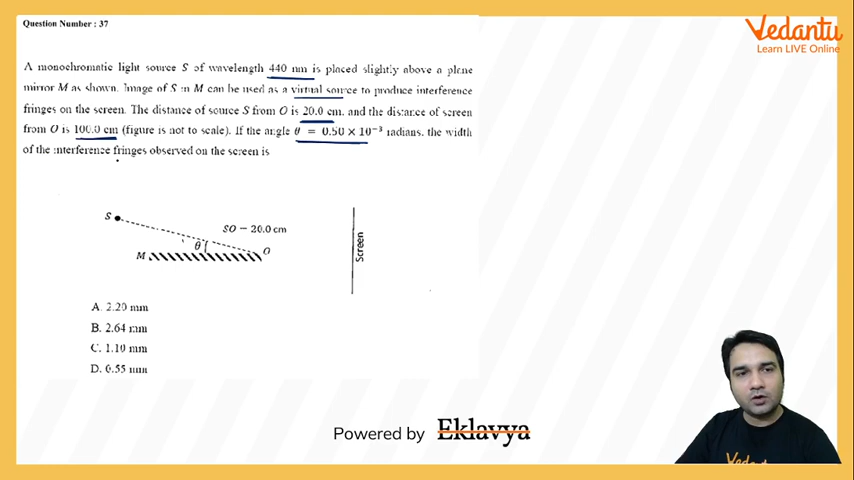 Question Number : 37
Vedantu
Learn LIVE Online
A monochromatic light source S of wavelength 440 nm is placed slightly above a plane
mirror M as shown. Image of S in M can be used as a virtual source to produce interference
fringes on the screen. The distance of source S from O is 20.0 cm, and the distance of screen
from O is 100.0 cm (figure is not to scale). If the angle θ = 0.50 × 10⁻³ radians, the width
of the interference fringes observed on the screen is
S
SO = 20.0 cm
θ
O
M
Screen
A. 2.20 mm
B. 2.64 mm
C. 1.10 mm
D. 0.55 mm
Powered by Eklavya